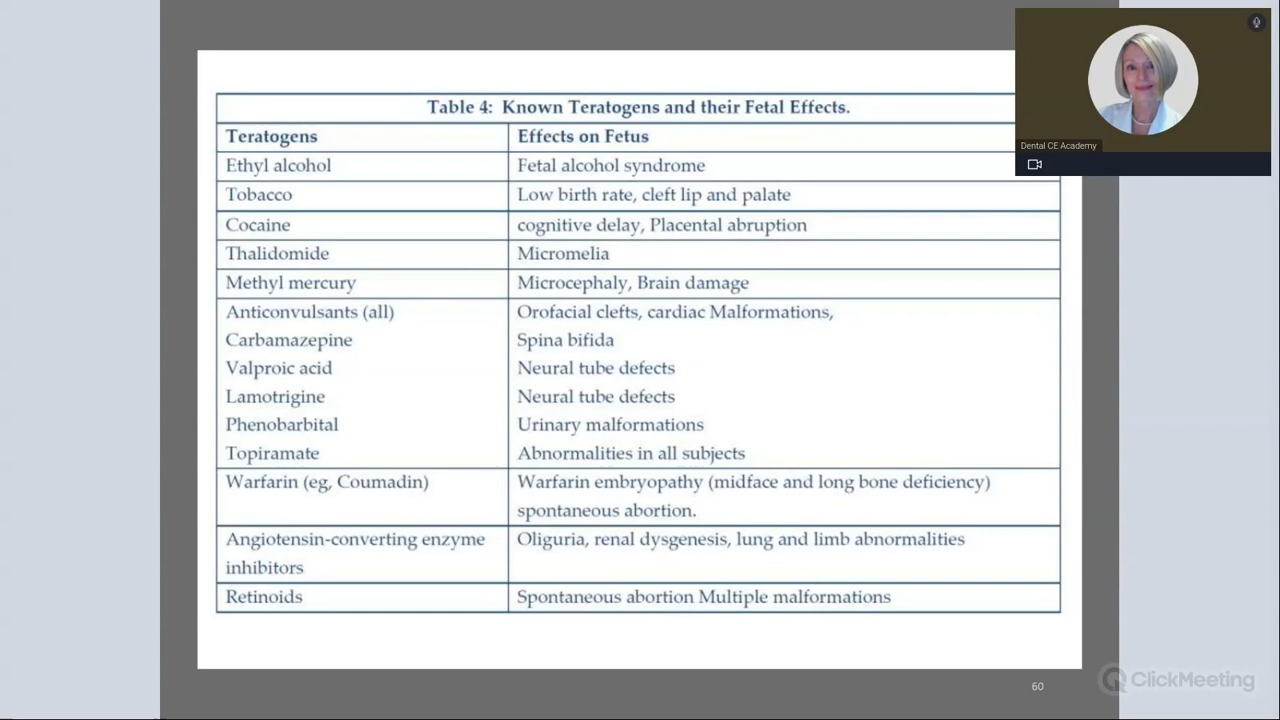 Table 4: Known Teratogens and their Fetal Effects.
Teratogens Effects on Fetus
Ethyl alcohol Fetal alcohol syndrome
Tobacco Low birth rate, cleft lip and palate
Cocaine cognitive delay, Placental abruption
Thalidomide Micromelia
Methyl mercury Microcephaly, Brain damage
Anticonvulsants (all) Orofacial clefts, cardiac Malformations,
Carbamazepine Spina bifida
Valproic acid Neural tube defects
Lamotrigine Neural tube defects
Phenobarbital Urinary malformations
Topiramate Abnormalities in all subjects
Warfarin (eg, Coumadin) Warfarin embryopathy (midface and long bone deficiency)
spontaneous abortion.
Angiotensin-converting enzyme Oliguria, renal dysgenesis, lung and limb abnormalities
inhibitors
Retinoids Spontaneous abortion Multiple malformations
Dental CE Academy
60
ClickMeeting